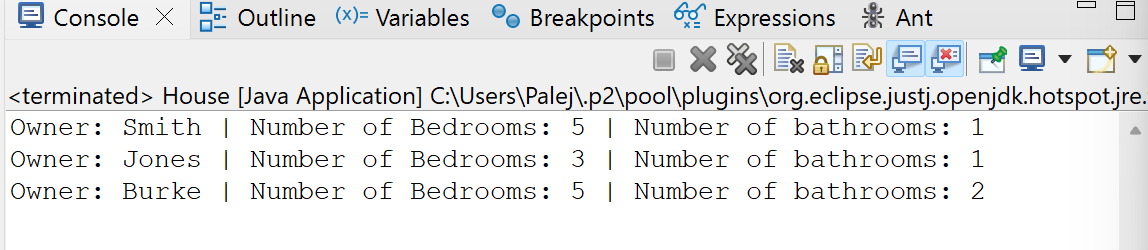 Console Outline (x)= Variables Breakpoints Expressions Ant
<terminated> House [Java Application] C:\Users\Palej\.p2\pool\plugins\org.eclipse.justj.openjdk.hotspot.jre.
Owner: Smith | Number of Bedrooms: 5 | Number of bathrooms: 1
Owner: Jones | Number of Bedrooms: 3 | Number of bathrooms: 1
Owner: Burke | Number of Bedrooms: 5 | Number of bathrooms: 2